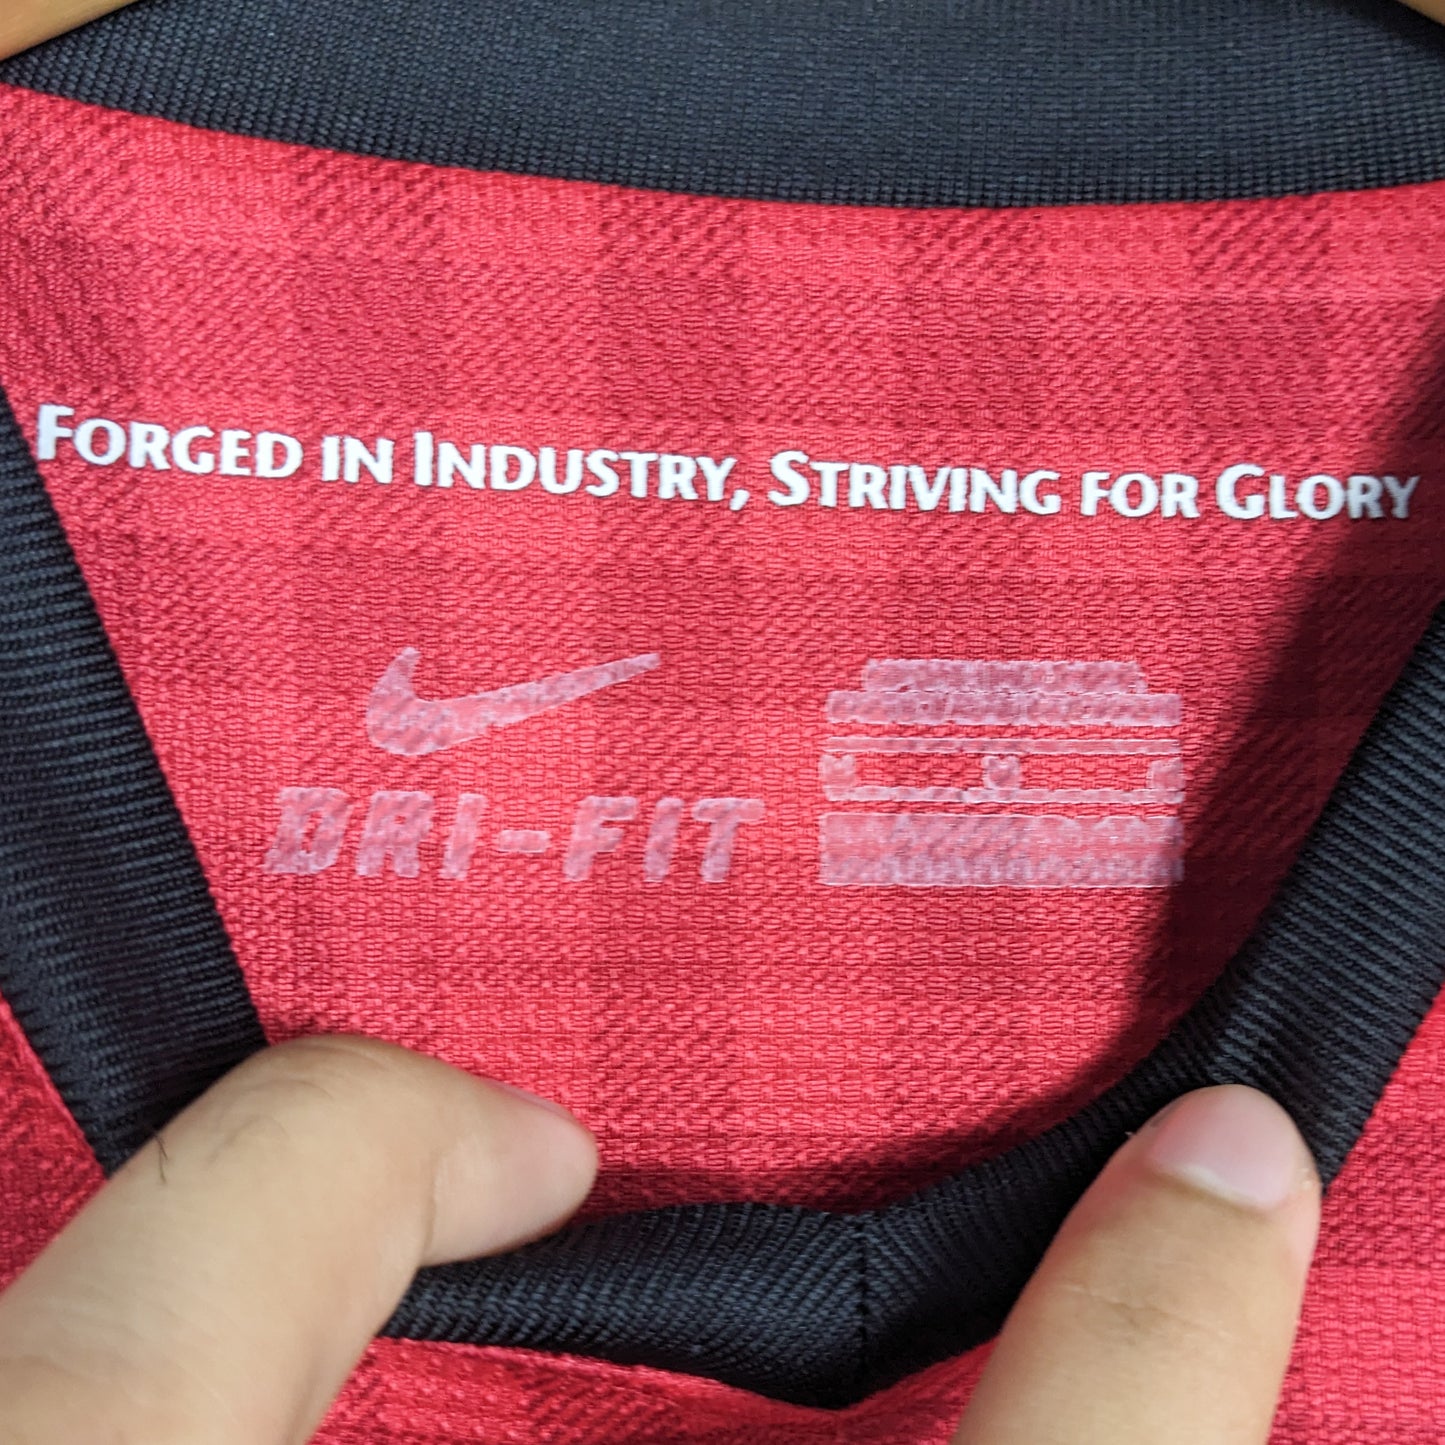 FORGED IN INDUSTRY, STRIVING FOR GLORY
DRI-FIT